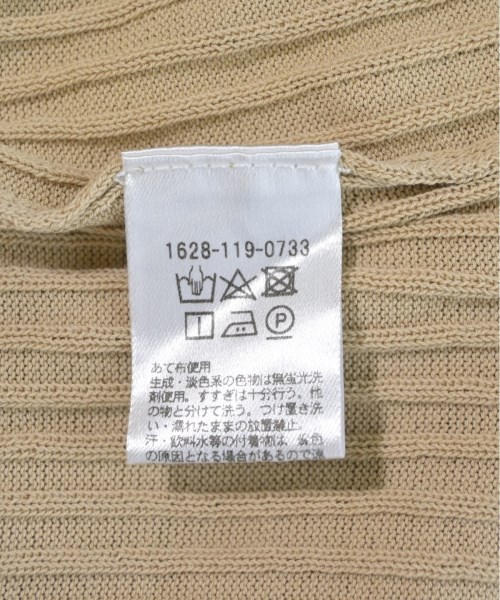 1628-119-0733
P
あて布使用
生成・淡色系の色物は無蛍光洗
剤使用。すすぎは十分行う。他
の物と分けて洗う。つけ置き洗
い・濡れたままの放置禁止。
汗・飲料水等の付着物は、変色
の原因となる場合があるので速